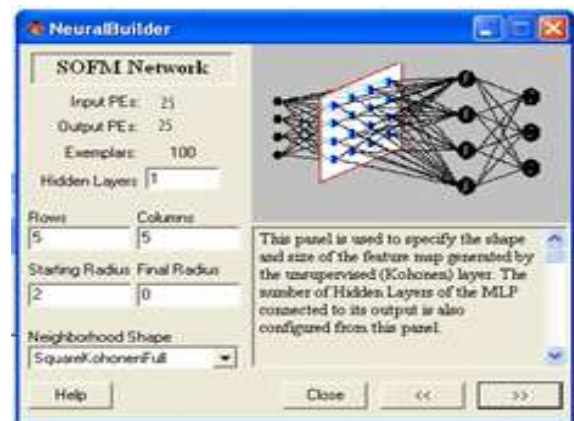 NeuralBuilder
SOFM Network
Input PEs: 25
Output PEs: 25
Exemplars: 100
Hidden Layers 1
Rows Columns
5 5
Starting Radius Final Radius
2 0
Neighborhood Shape
SquareKohonenFull
This panel is used to specify the shape
and size of the feature map generated by
the unsupervised (Kohonen) layer. The
number of Hidden Layers of the MLP
connected to its output is also
configured from this panel.
Help Close << >>